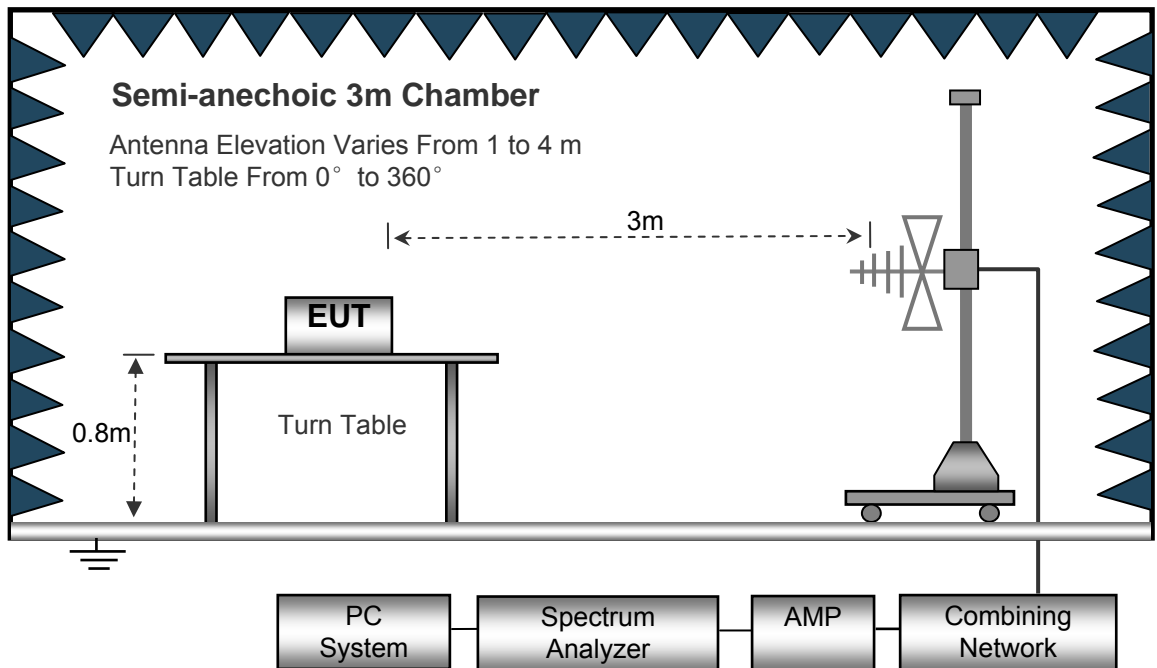 Semi-anechoic 3m Chamber
Antenna Elevation Varies From 1 to 4 m
Turn Table From 0° to 360°
3m
EUT
0.8m
Turn Table
PC
System
Spectrum
Analyzer
AMP
Combining
Network